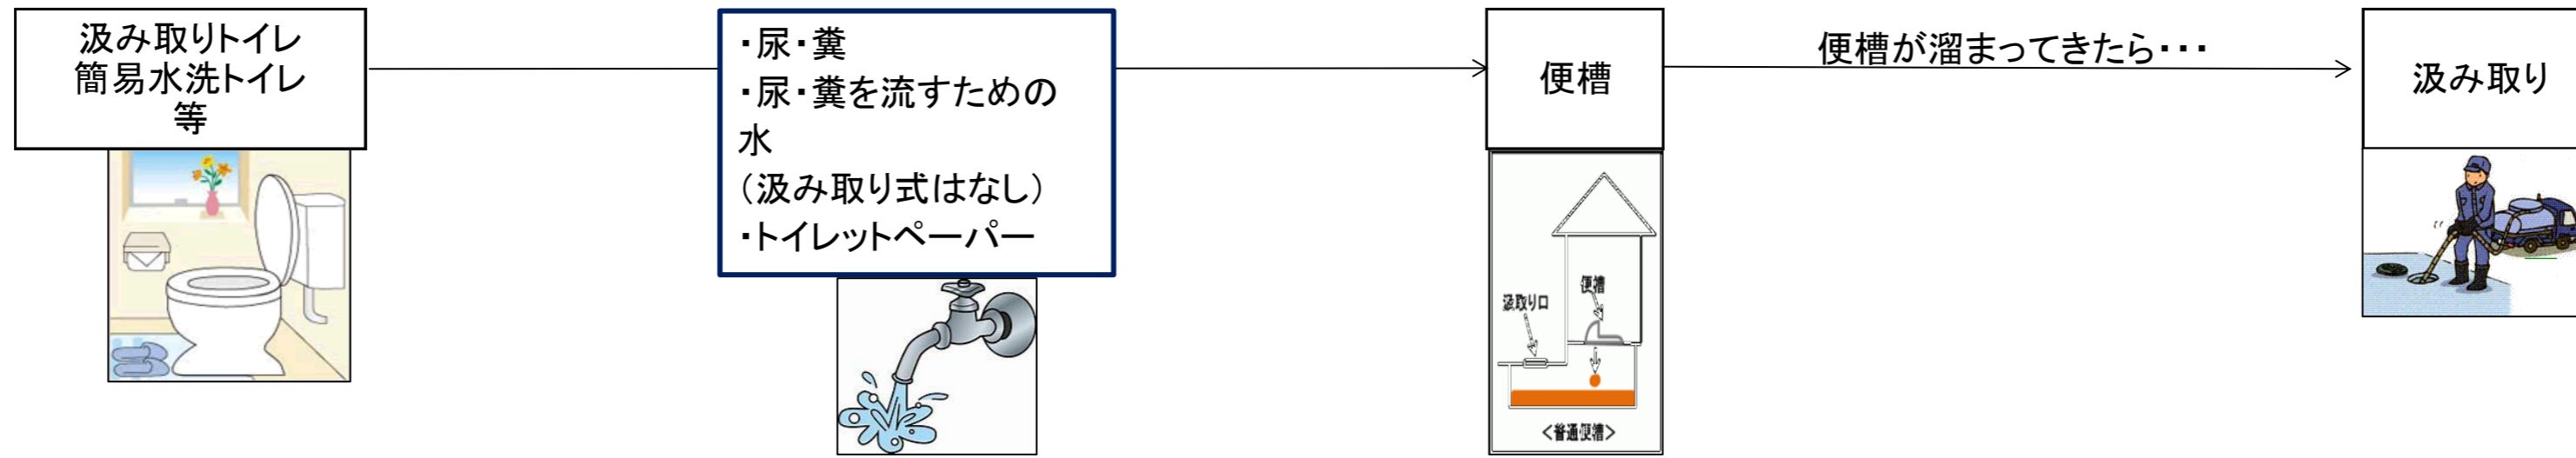 汲み取りトイレ
簡易水洗トイレ
等
・尿・糞
・尿・糞を流すための
水
（汲み取り式はなし）
・トイレットペーパー
便槽
便槽が溜まってきたら・・・
汲み取り
汲取り口
便槽
＜普通便槽＞